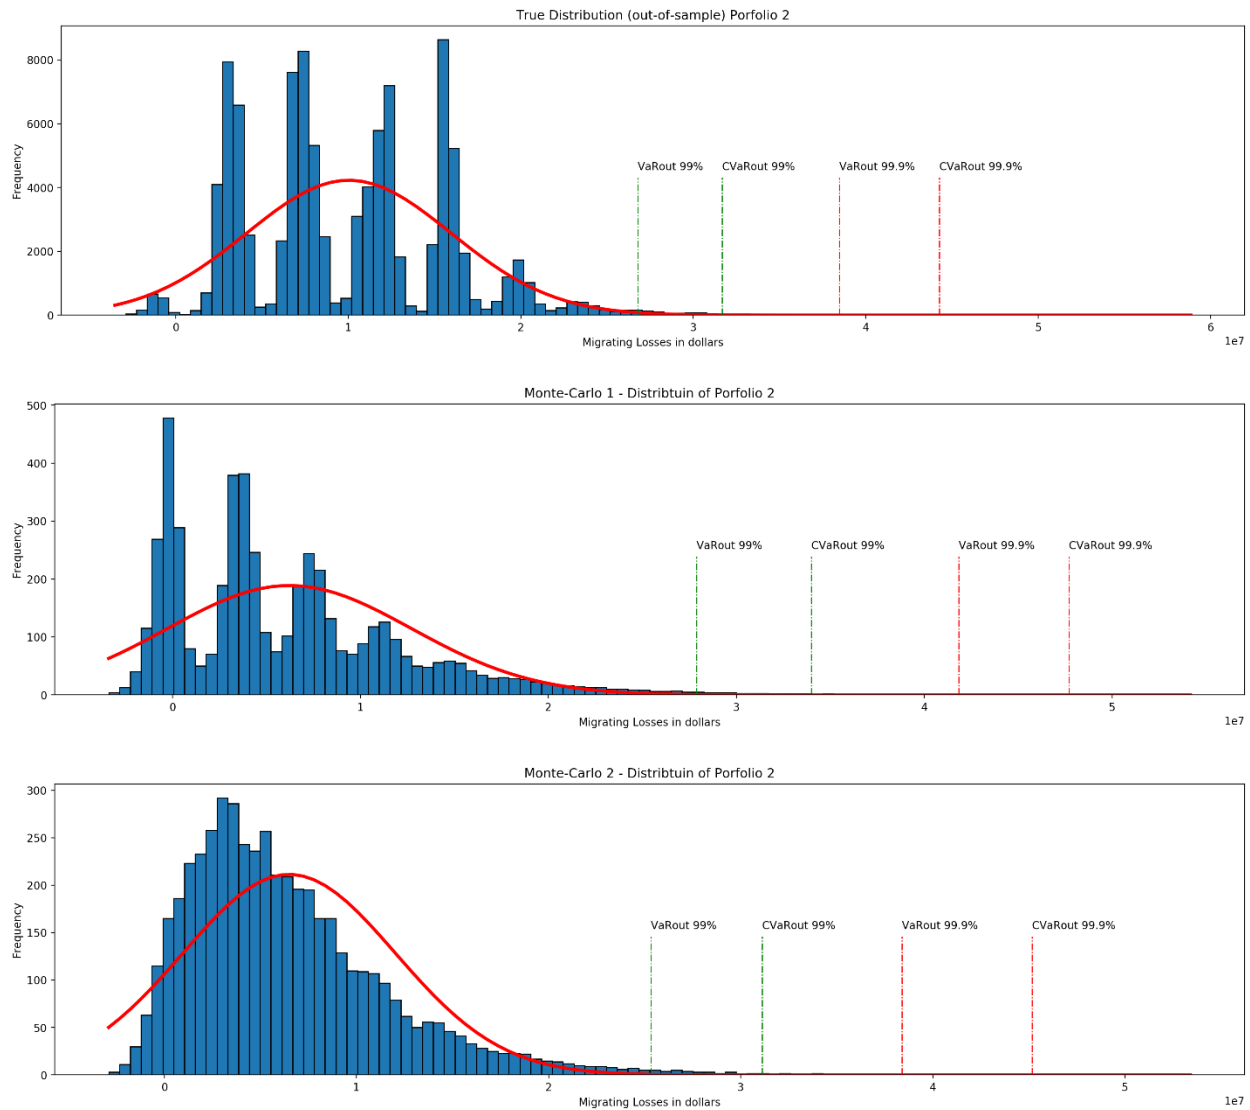 True Distribution (out-of-sample) Porfolio 2
Frequency
8000
6000
4000
2000
0
VaRout 99%
CVaRout 99%
VaRout 99.9%
CVaRout 99.9%
0 1 2 3 4 5 6
1e7
Migrating Losses in dollars
Monte-Carlo 1 - Distribtuin of Porfolio 2
Frequency
500
400
300
200
100
0
VaRout 99%
CVaRout 99%
VaRout 99.9%
CVaRout 99.9%
0 1 2 3 4 5
1e7
Migrating Losses in dollars
Monte-Carlo 2 - Distribtuin of Porfolio 2
Frequency
300
250
200
150
100
50
0
VaRout 99%
CVaRout 99%
VaRout 99.9%
CVaRout 99.9%
0 1 2 3 4 5
1e7
Migrating Losses in dollars